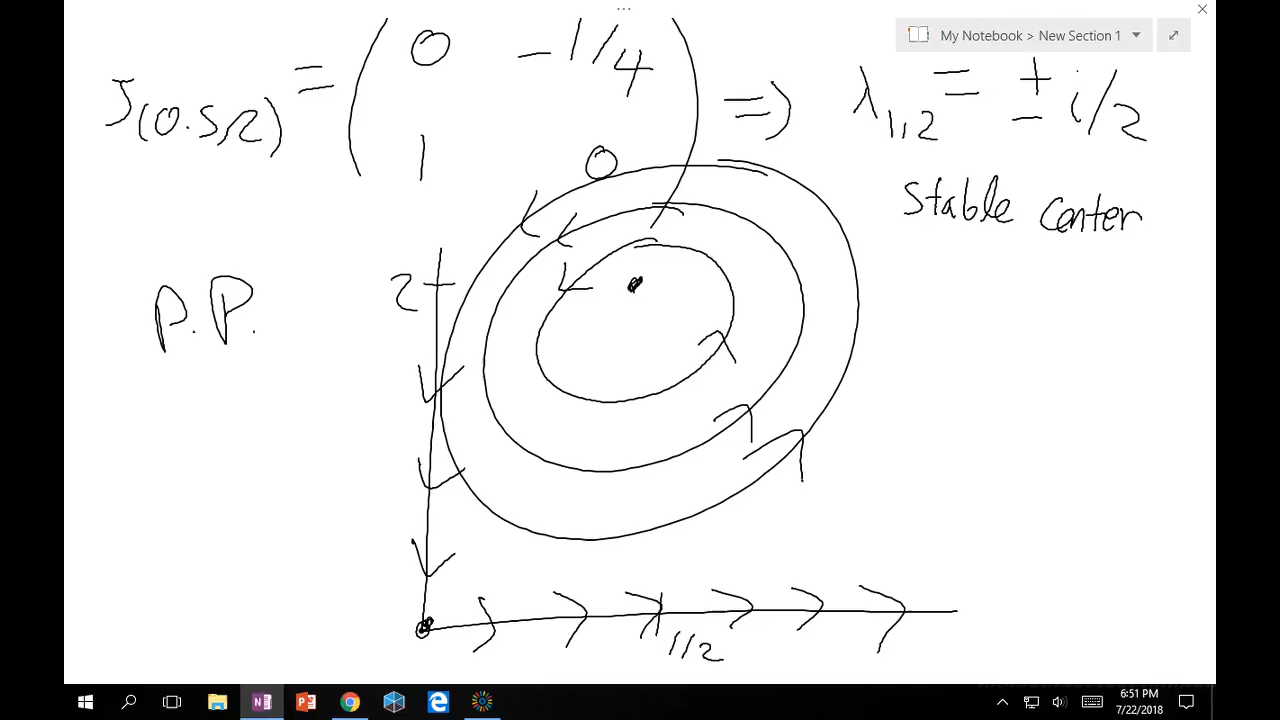 My Notebook > New Section 1
J(0.5,2) = ( 0 -1/4
1 0 ) => λ1,2 = ± i/2
stable center
P.P.
2
1/2
6:51 PM
7/22/2018